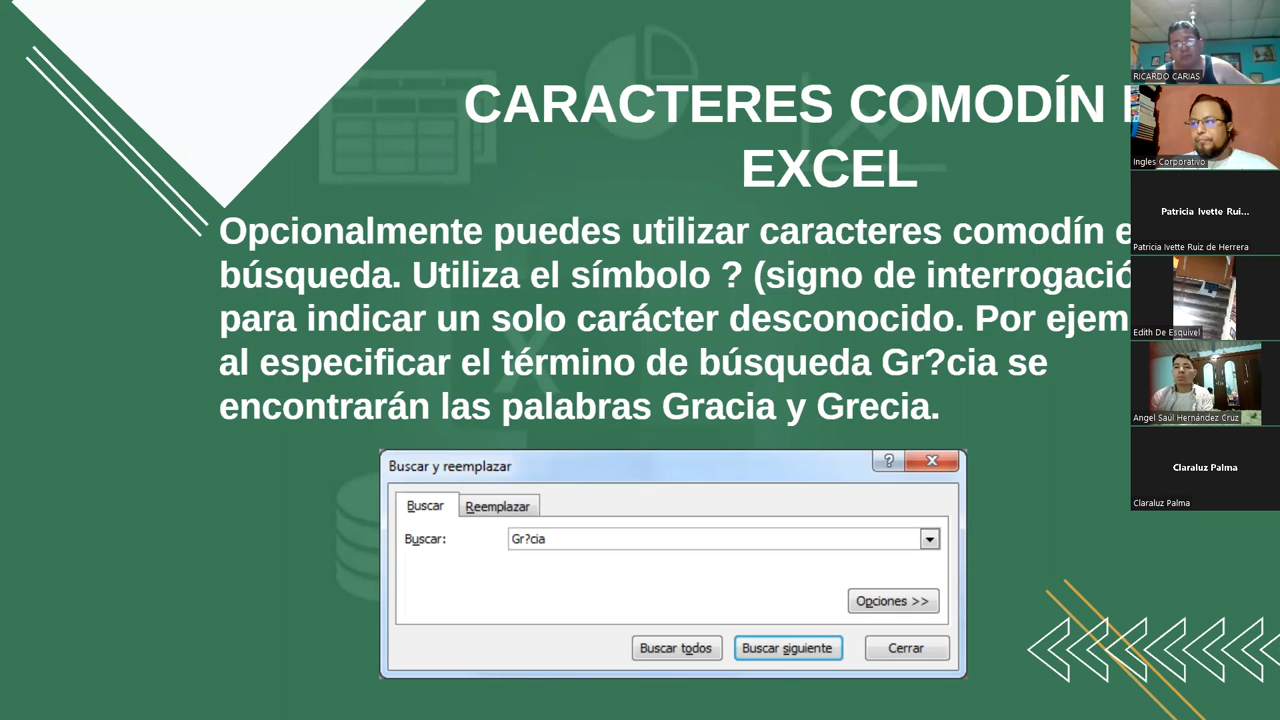 CARACTERES COMODÍN
EXCEL
Opcionalmente puedes utilizar caracteres comodín e
búsqueda. Utiliza el símbolo ? (signo de interrogació
para indicar un solo carácter desconocido. Por ejem
al especificar el término de búsqueda Gr?cia se
encontrarán las palabras Gracia y Grecia.
Buscar y reemplazar
?
Buscar
Reemplazar
Buscar:
Gr?cia
Opciones >>
Buscar todos
Buscar siguiente
Cerrar
RICARDO CARIAS
Ingles Corporativo
Patricia Ivette Rui...
Patricia Ivette Ruiz de Herrera
Edith De Esquivel
Angel Saúl Hernández Cruz
Claraluz Palma
Claraluz Palma